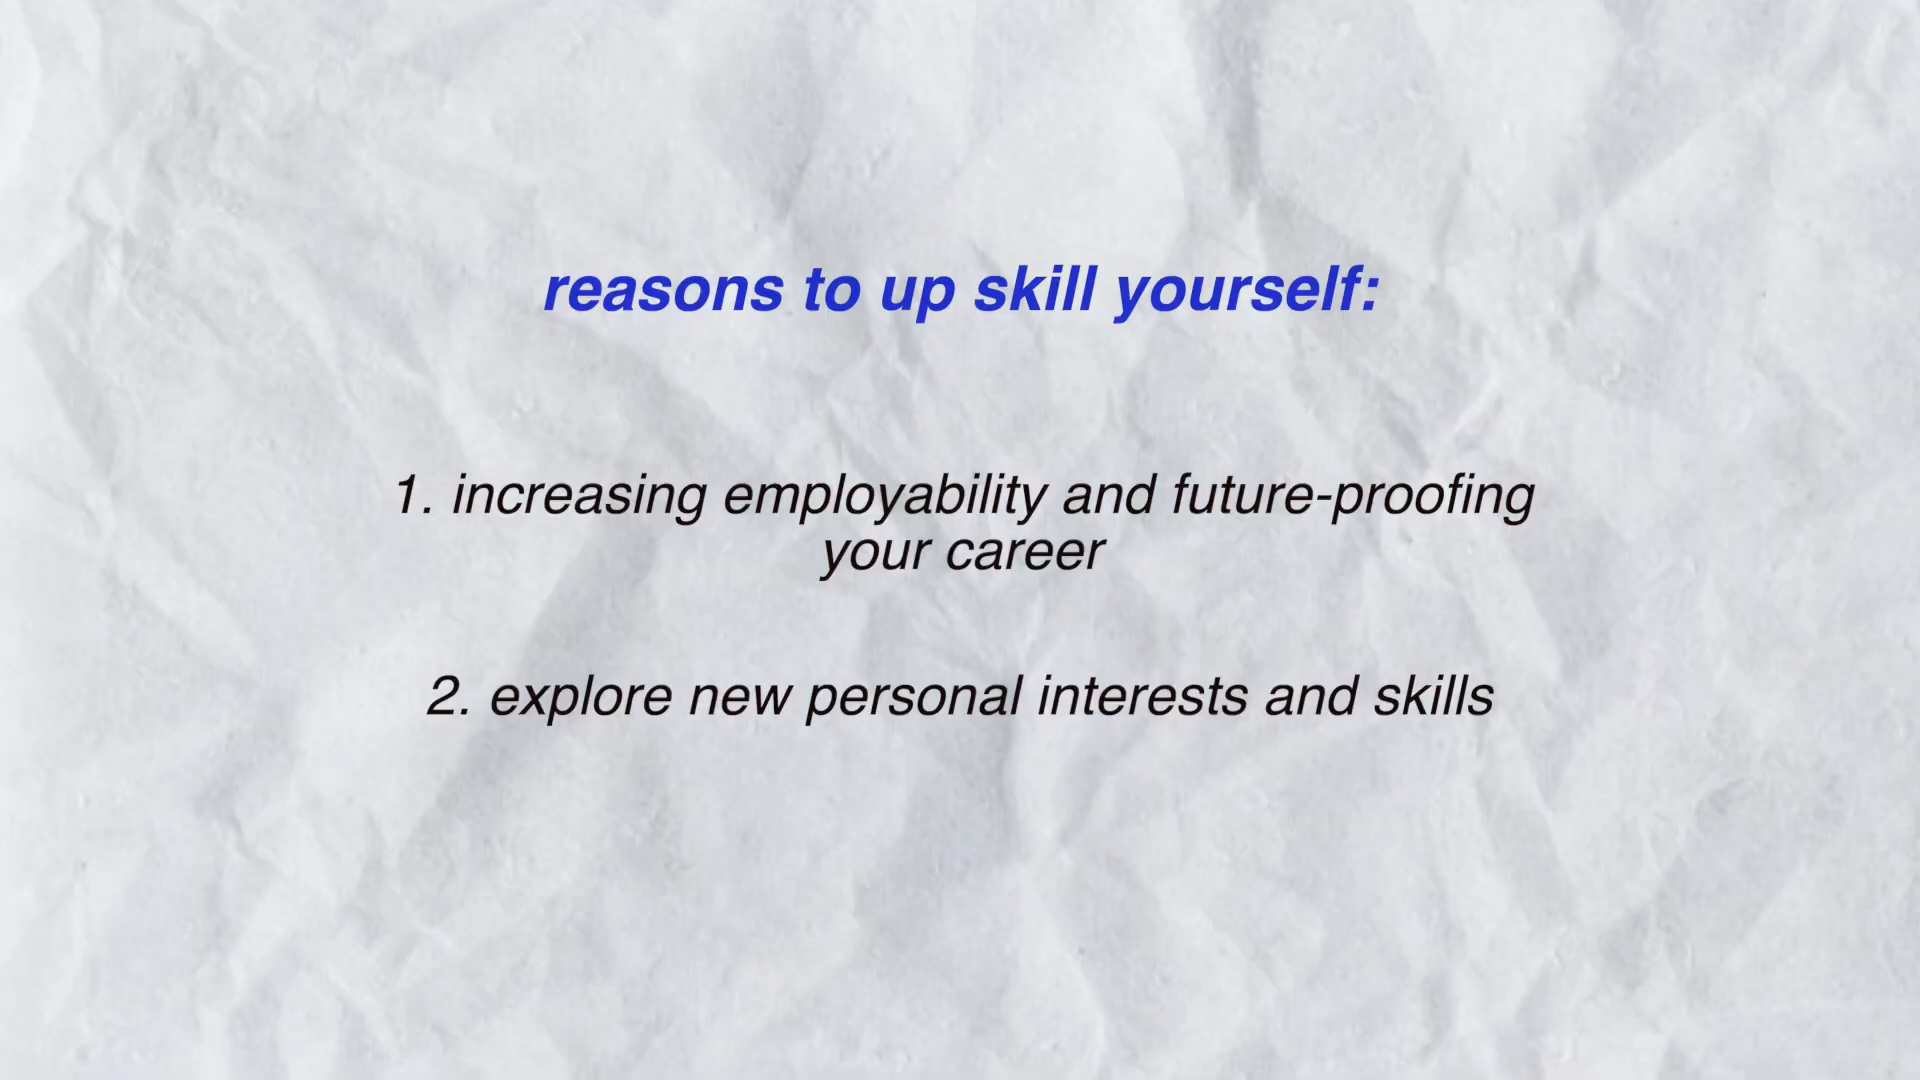 reasons to up skill yourself:
1. increasing employability and future-proofing
your career
2. explore new personal interests and skills